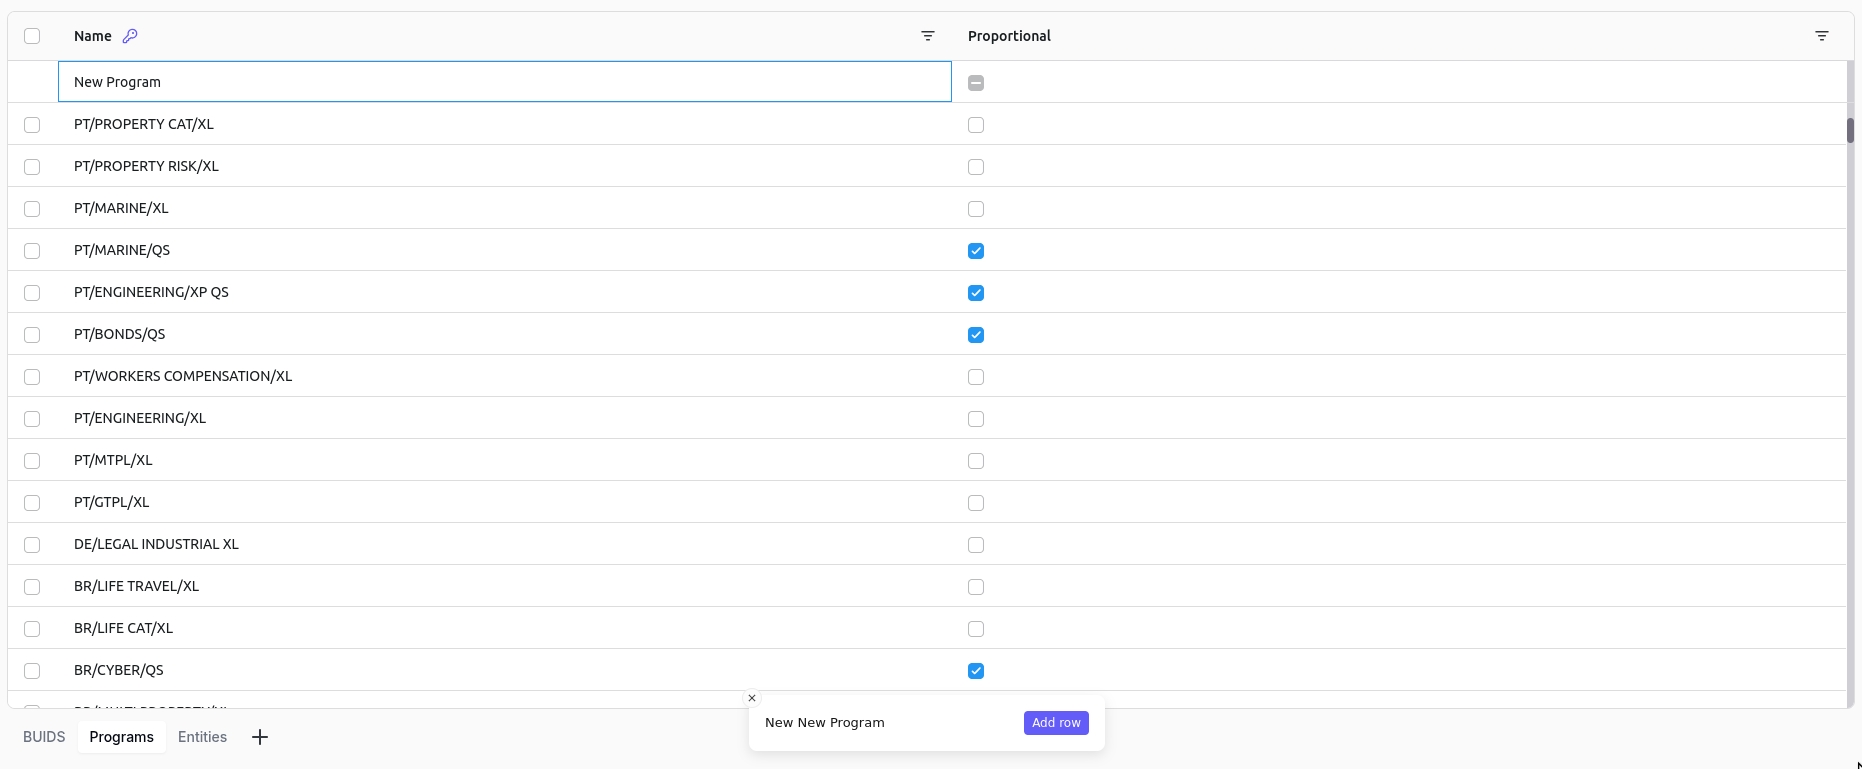 Name Proportional
New Program
PT/PROPERTY CAT/XL
PT/PROPERTY RISK/XL
PT/MARINE/XL
PT/MARINE/QS
PT/ENGINEERING/XP QS
PT/BONDS/QS
PT/WORKERS COMPENSATION/XL
PT/ENGINEERING/XL
PT/MTPL/XL
PT/GTPL/XL
DE/LEGAL INDUSTRIAL XL
BR/LIFE TRAVEL/XL
BR/LIFE CAT/XL
BR/CYBER/QS
New New Program Add row
BUIDS Programs Entities